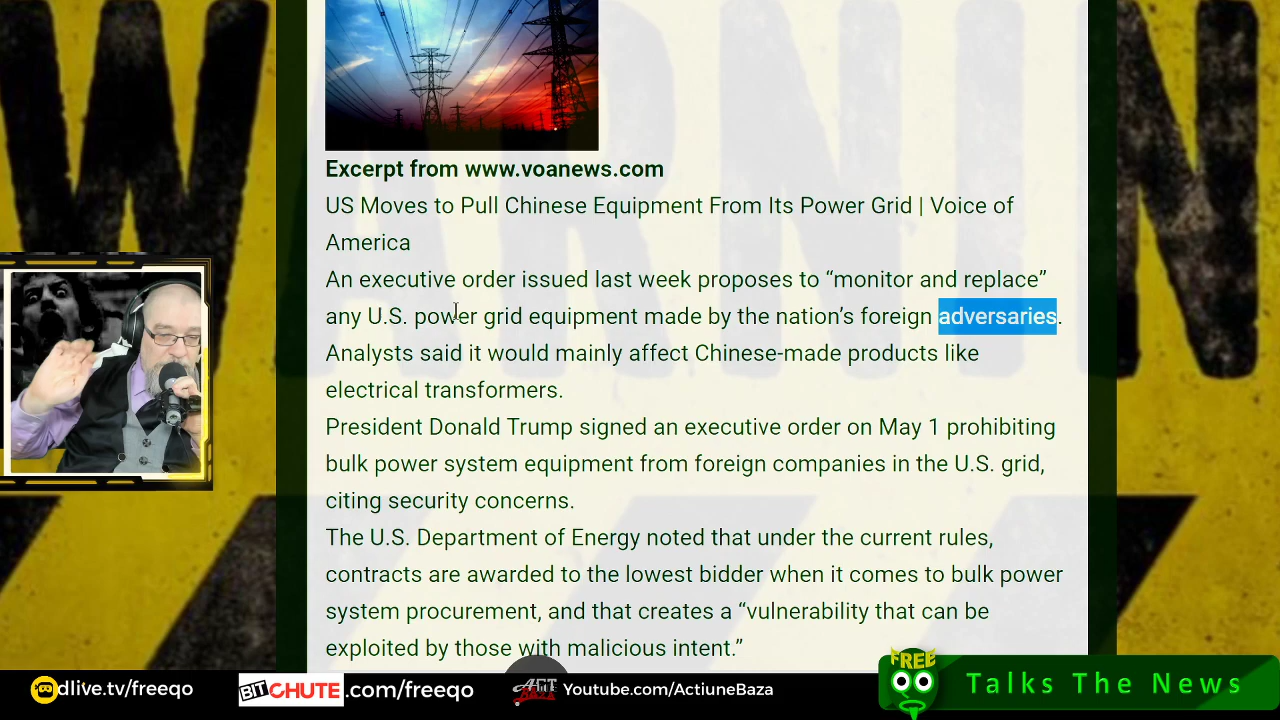 WARNIN
Excerpt from www.voanews.com
US Moves to Pull Chinese Equipment From Its Power Grid | Voice of
America
An executive order issued last week proposes to “monitor and replace”
any U.S. power grid equipment made by the nation’s foreign adversaries.
Analysts said it would mainly affect Chinese-made products like
electrical transformers.
President Donald Trump signed an executive order on May 1 prohibiting
bulk power system equipment from foreign companies in the U.S. grid,
citing security concerns.
The U.S. Department of Energy noted that under the current rules,
contracts are awarded to the lowest bidder when it comes to bulk power
system procurement, and that creates a “vulnerability that can be
exploited by those with malicious intent.”
dlive.tv/freeqo
BITCHUTE.com/freeqo
ACT BAZA
Youtube.com/ActiuneBaza
FREE
Talks The News